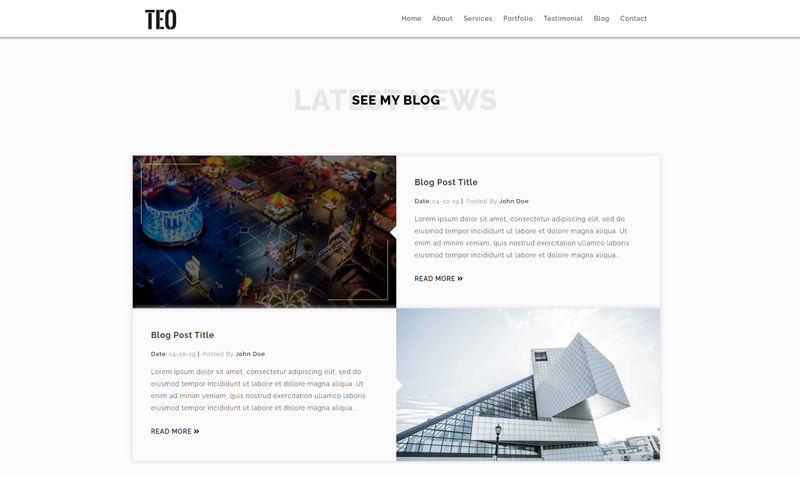 TEO
Home About Services Portfolio Testimonial Blog Contact
LATEST NEWS
SEE MY BLOG
Blog Post Title
Date: 04-10-19 | Posted By John Doe
Lorem ipsum dolor sit amet, consectetur adipiscing elit, sed do
eiusmod tempor incididunt ut labore et dolore magna aliqua. Ut
enim ad minim veniam, quis nostrud exercitation ullamco laboris
eiusmod tempor incididunt ut labore et dolore magna aliqua...
READ MORE »
Blog Post Title
Date: 04-10-19 | Posted By John Doe
Lorem ipsum dolor sit amet, consectetur adipiscing elit, sed do
eiusmod tempor incididunt ut labore et dolore magna aliqua. Ut
enim ad minim veniam, quis nostrud exercitation ullamco laboris
eiusmod tempor incididunt ut labore et dolore magna aliqua...
READ MORE »